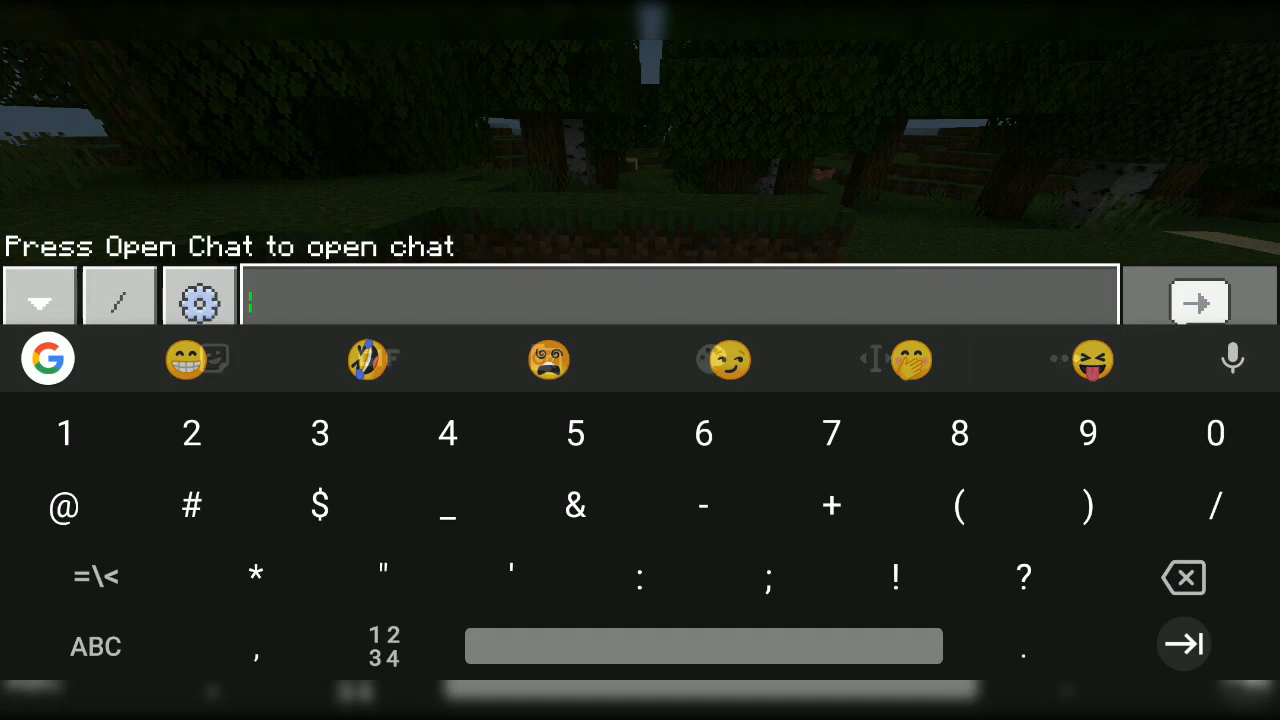 Press Open Chat to open chat
/
1 2 3 4 5 6 7 8 9 0
@ # $ _ & - + ( ) /
=\< * " ' : ; ! ?
ABC , 12 34 .